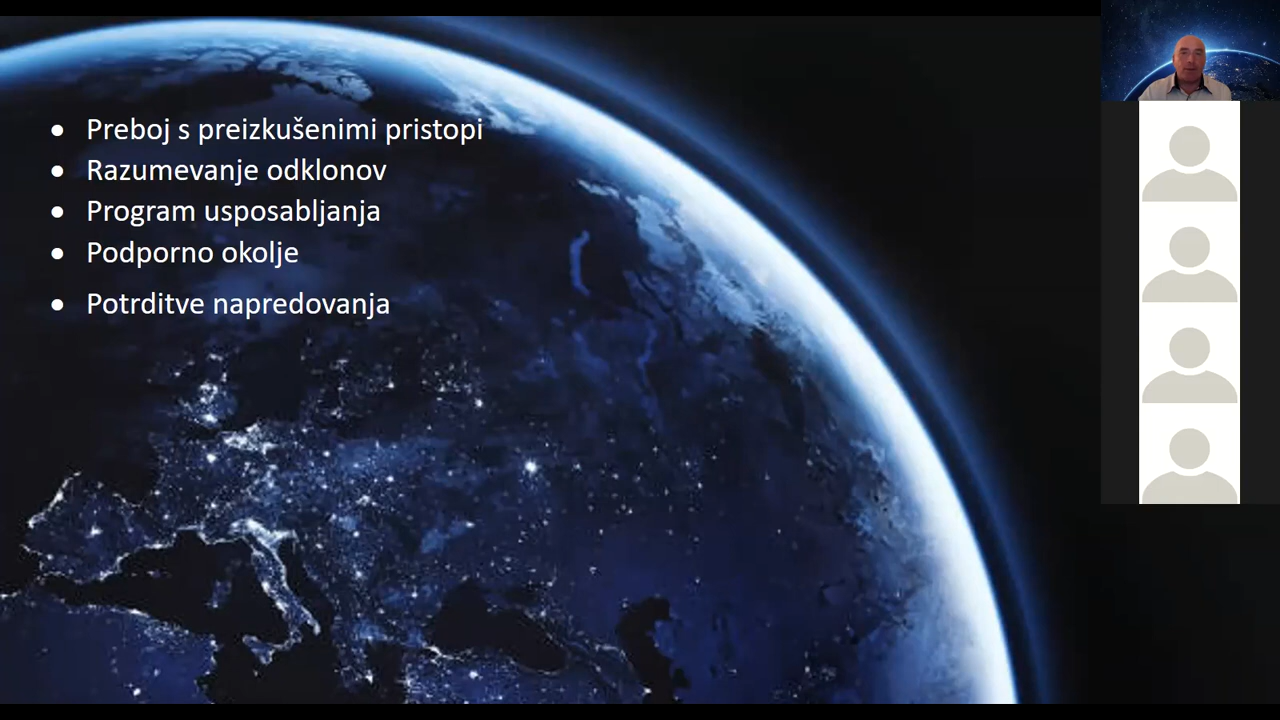 • Preboj s preizkušenimi pristopi
• Razumevanje odklonov
• Program usposabljanja
• Podporno okolje
• Potrditve napredovanja